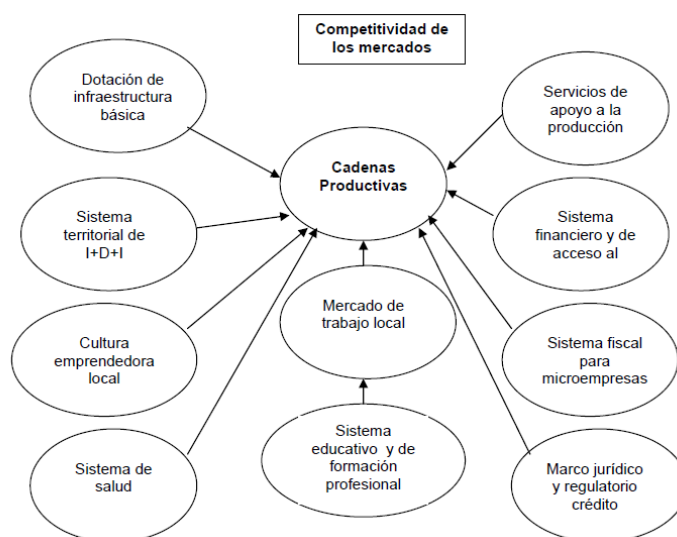 Competitividad de
los mercados
Dotación de
infraestructura
básica
Servicios de
apoyo a la
producción
Cadenas
Productivas
Sistema
territorial de
I+D+I
Sistema
financiero y de
acceso al
Mercado de
trabajo local
Cultura
emprendedora
local
Sistema fiscal
para
microempresas
Sistema de
salud
Sistema
educativo y de
formación
profesional
Marco jurídico
y regulatorio
crédito